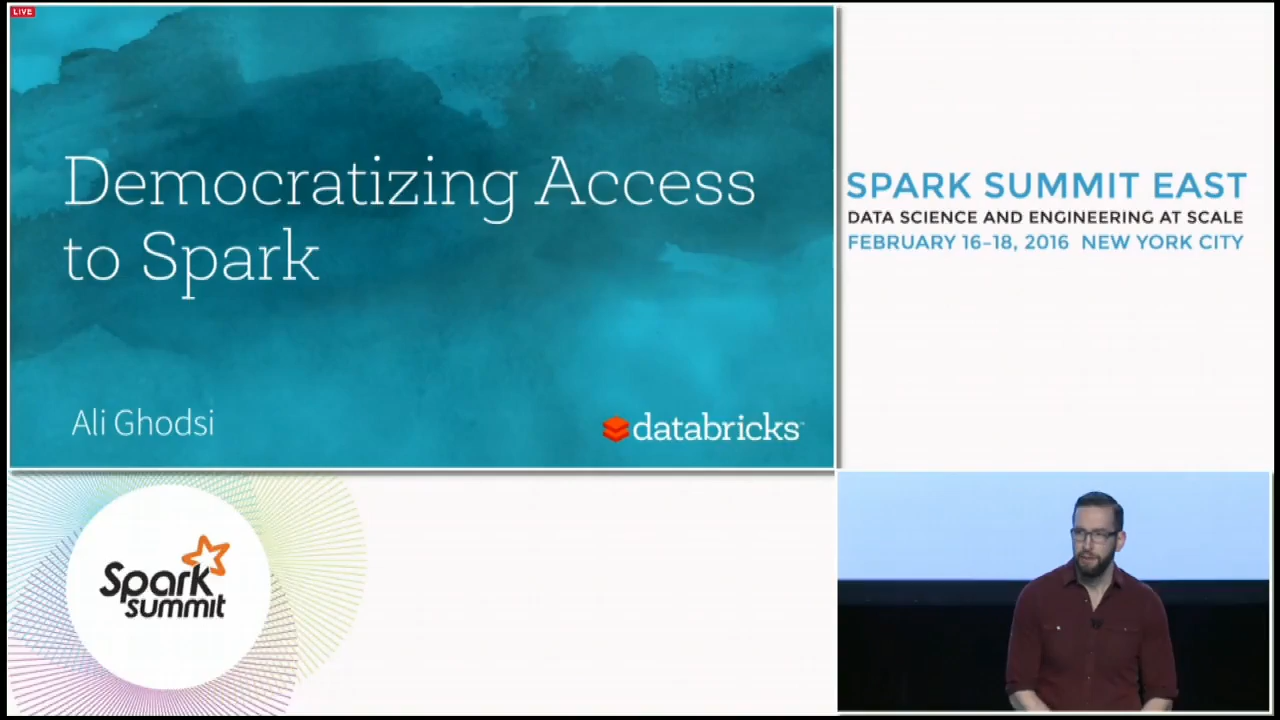 LIVE
Democratizing Access
to Spark
Ali Ghodsi
databricks
SPARK SUMMIT EAST
DATA SCIENCE AND ENGINEERING AT SCALE
FEBRUARY 16–18, 2016 NEW YORK CITY
Spark
summit